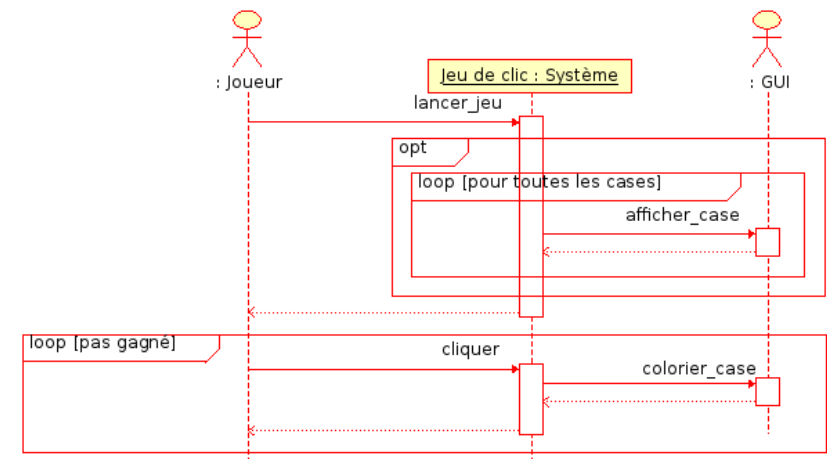 : Joueur
Jeu de clic : Système
: GUI
lancer_jeu
opt
loop [pour toutes les cases]
afficher_case
loop [pas gagné]
cliquer
colorier_case